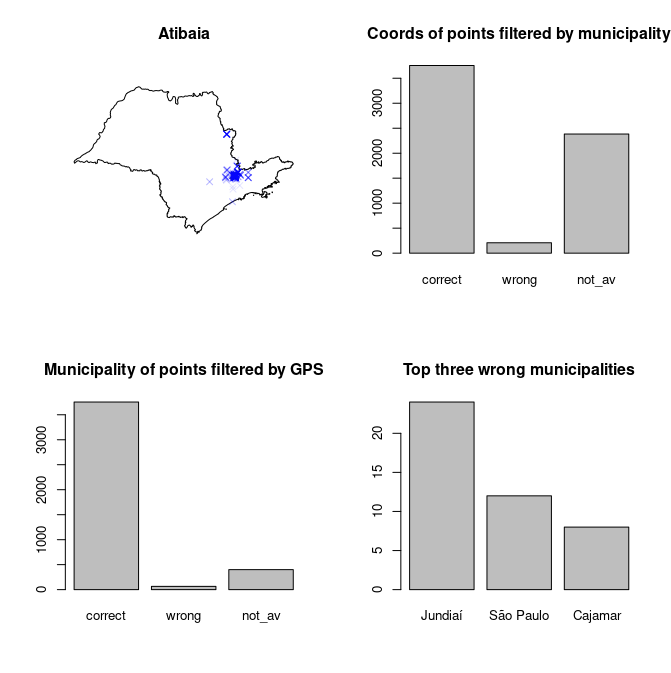 Atibaia
Coords of points filtered by municipality
3000
2000
1000
0
correct wrong not_av
Municipality of points filtered by GPS
3000
2000
1000
0
correct wrong not_av
Top three wrong municipalities
20
15
10
5
0
Jundiaí São Paulo Cajamar